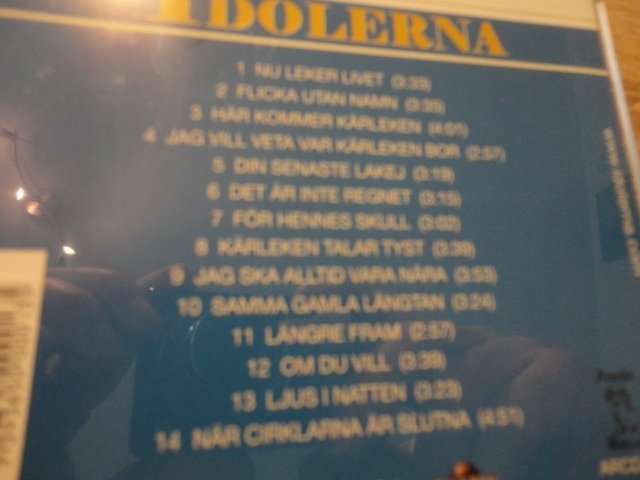 IDOLERNA
1 NU LEKER LIVET (3:33)
2 FLICKA UTAN NAMN (3:35)
3 HÄR KOMMER KÄRLEKEN (4:01)
4 JAG VILL VETA VAR KÄRLEKEN BOR (2:57)
5 DIN SENASTE LAKEJ (3:19)
6 DET ÄR INTE REGNET (3:15)
7 FÖR HENNES SKULL (3:02)
8 KÄRLEKEN TALAR TYST (3:39)
9 JAG SKA ALLTID VARA NÄRA (3:53)
10 SAMMA GAMLA LÄNGTAN (3:24)
11 LÄNGRE FRAM (2:57)
12 OM DU VILL (3:38)
13 LJUS I NATTEN (3:23)
14 NÄR CIRKLARNA ÄR SLUTNA (4:51)